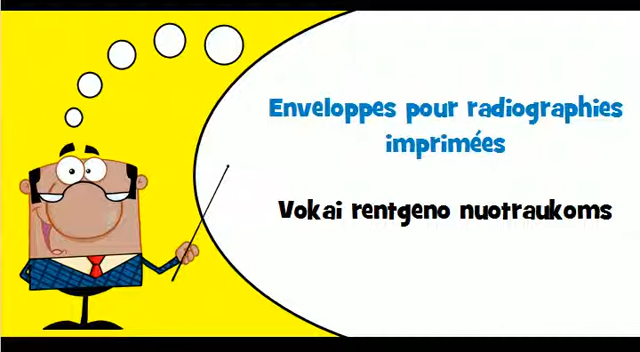 Enveloppes pour radiographies
imprimées
Vokai rentgeno nuotraukoms